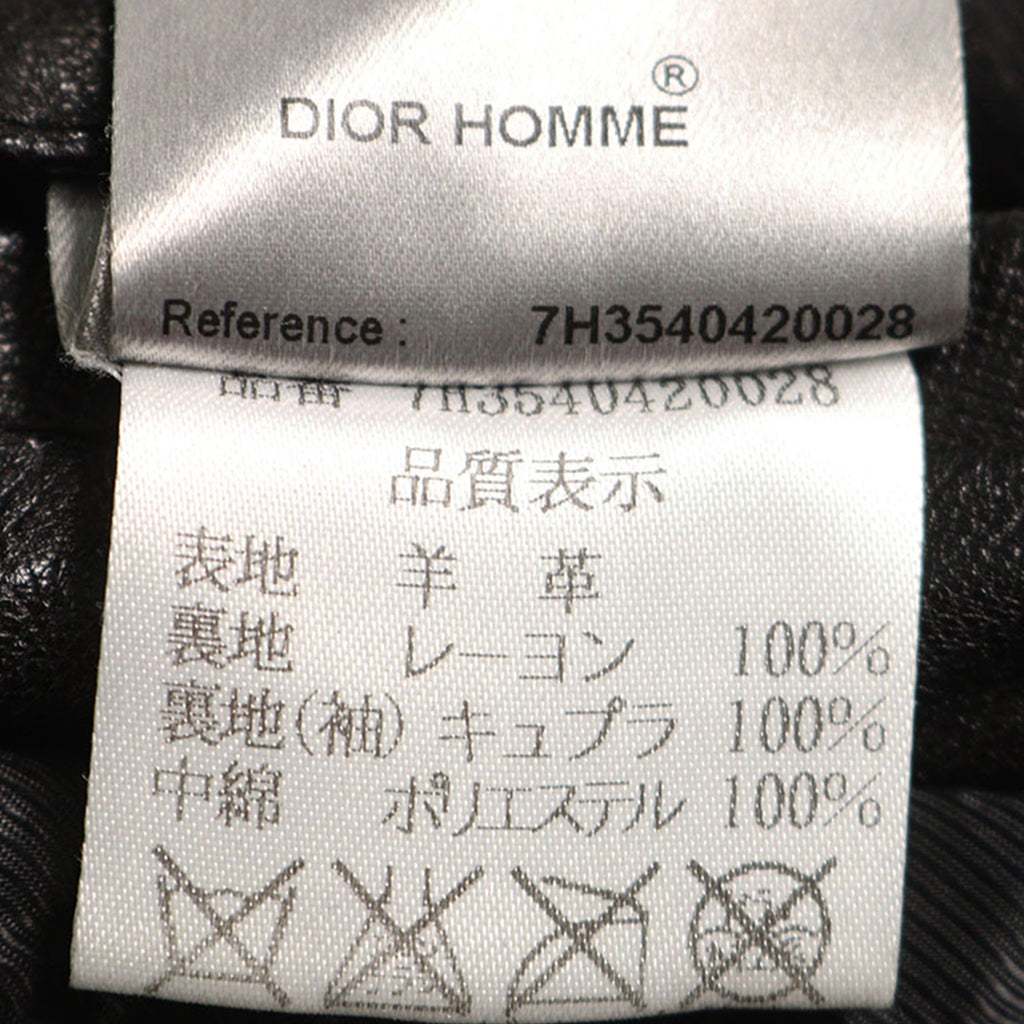 DIOR HOMME®
Reference : 7H3540420028
品番 7H3540420028
品質表示
表地 羊 革
裏地 レーヨン 100%
裏地(袖) キュプラ 100%
中綿 ポリエステル 100%